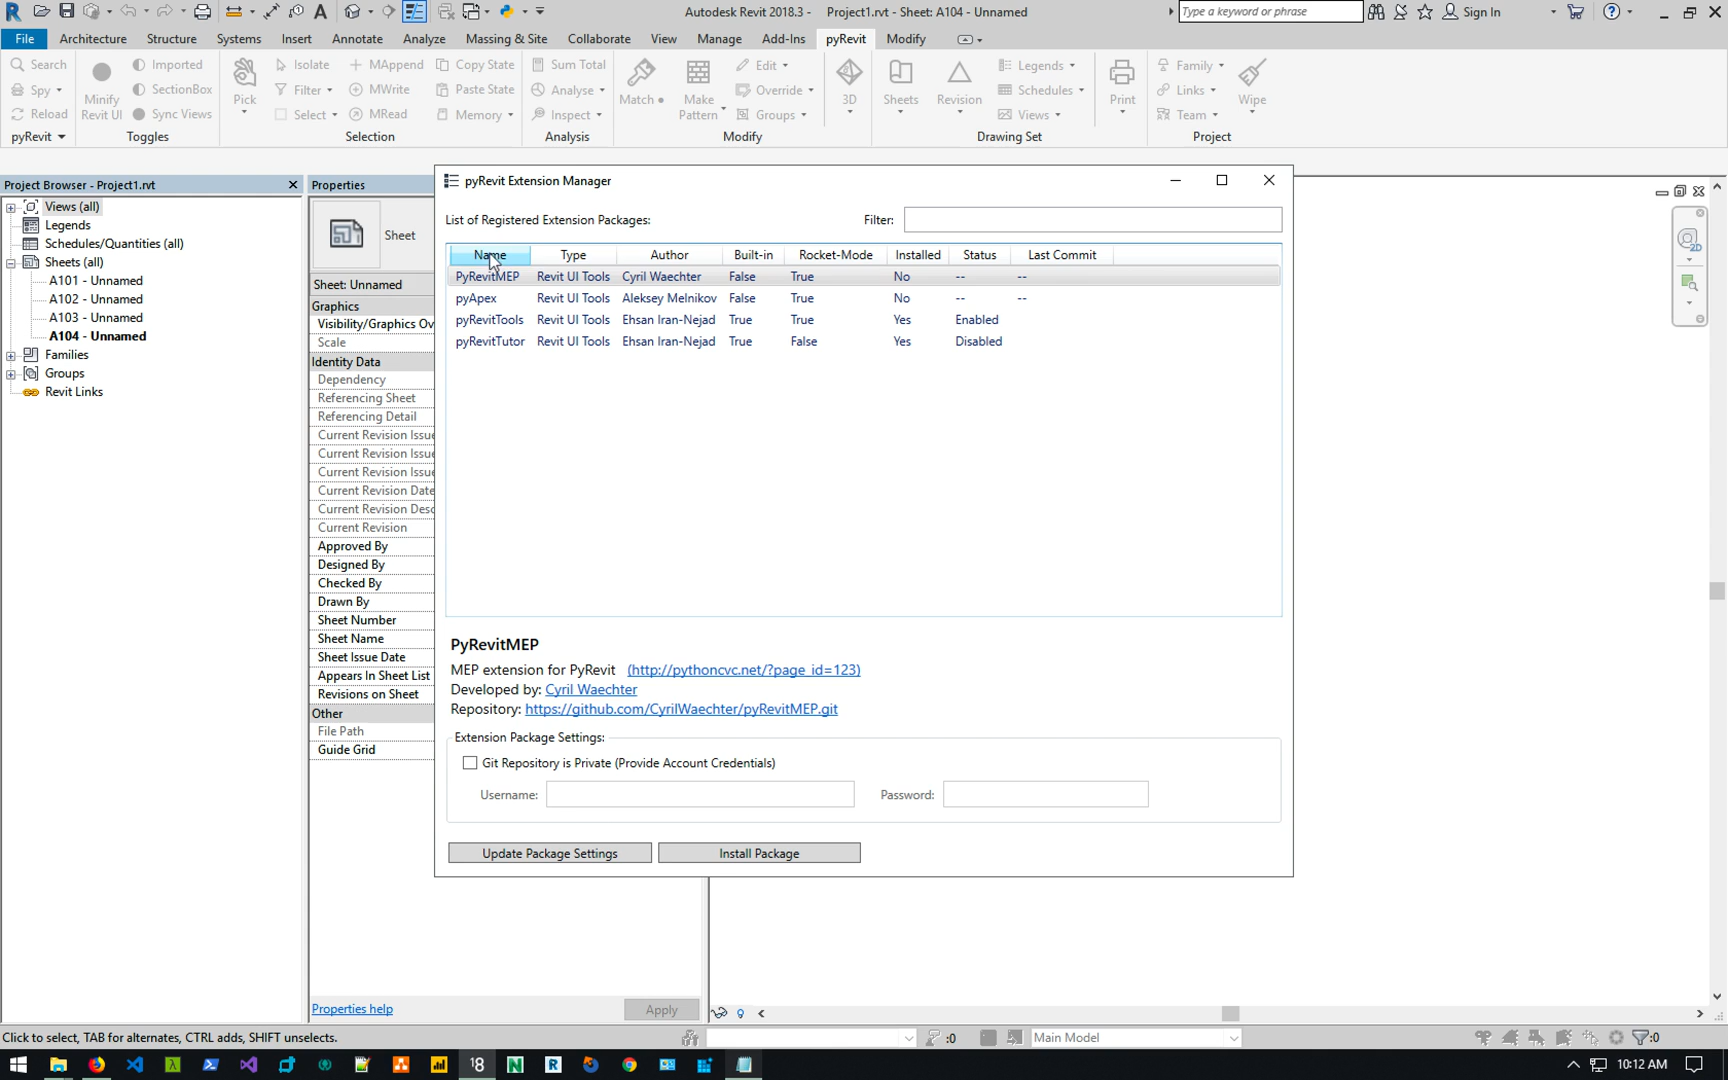 Autodesk Revit 2018.3 - Project1.rvt - Sheet: A104 - Unnamed
Type a keyword or phrase
Sign In
File Architecture Structure Systems Insert Annotate Analyze Massing & Site Collaborate View Manage Add-Ins pyRevit Modify
Search
Spy
Reload
pyRevit
Minify
Revit UI
Imported
SectionBox
Sync Views
Toggles
Pick
Isolate
Filter
Select
MAppend
MWrite
MRead
Copy State
Paste State
Memory
Selection
Sum Total
Analyse
Inspect
Analysis
Match
Make
Pattern
Edit
Override
Groups
Modify
3D
Sheets
Revision
Legends
Schedules
Views
Drawing Set
Print
Family
Links
Team
Wipe
Project
Project Browser - Project1.rvt
Views (all)
Legends
Schedules/Quantities (all)
Sheets (all)
A101 - Unnamed
A102 - Unnamed
A103 - Unnamed
A104 - Unnamed
Families
Groups
Revit Links
Properties
Sheet
Sheet: Unnamed
Graphics
Visibility/Graphics Ov
Scale
Identity Data
Dependency
Referencing Sheet
Referencing Detail
Current Revision Issue
Current Revision Issue
Current Revision Issue
Current Revision Date
Current Revision Desc
Current Revision
Approved By
Designed By
Checked By
Drawn By
Sheet Number
Sheet Name
Sheet Issue Date
Appears In Sheet List
Revisions on Sheet
Other
File Path
Guide Grid
Properties help
Apply
pyRevit Extension Manager
List of Registered Extension Packages:
Filter:
Name Type Author Built-in Rocket-Mode Installed Status Last Commit
PyRevitMEP Revit UI Tools Cyril Waechter False True No -- --
pyApex Revit UI Tools Aleksey Melnikov False True No -- --
pyRevitTools Revit UI Tools Ehsan Iran-Nejad True True Yes Enabled
pyRevitTutor Revit UI Tools Ehsan Iran-Nejad True False Yes Disabled
PyRevitMEP
MEP extension for PyRevit (http://pythoncvc.net/?page_id=123)
Developed by: Cyril Waechter
Repository: https://github.com/CyrilWaechter/pyRevitMEP.git
Extension Package Settings:
Git Repository is Private (Provide Account Credentials)
Username:
Password:
Update Package Settings
Install Package
2D
Click to select, TAB for alternates, CTRL adds, SHIFT unselects.
:0
Main Model
:0
18
10:12 AM